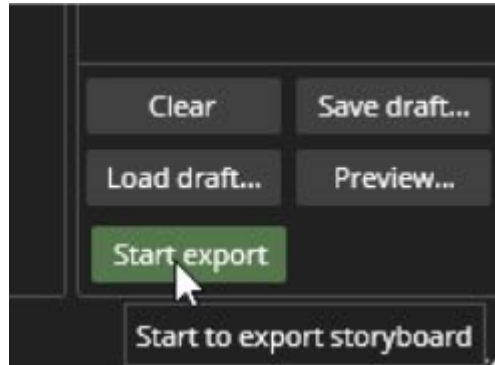 Clear Save draft...
Load draft... Preview...
Start export
Start to export storyboard